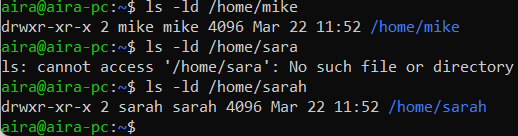 aira@aira-pc:~$ ls -ld /home/mike
drwxr-xr-x 2 mike mike 4096 Mar 22 11:52 /home/mike
aira@aira-pc:~$ ls -ld /home/sara
ls: cannot access '/home/sara': No such file or directory
aira@aira-pc:~$ ls -ld /home/sarah
drwxr-xr-x 2 sarah sarah 4096 Mar 22 11:52 /home/sarah
aira@aira-pc:~$